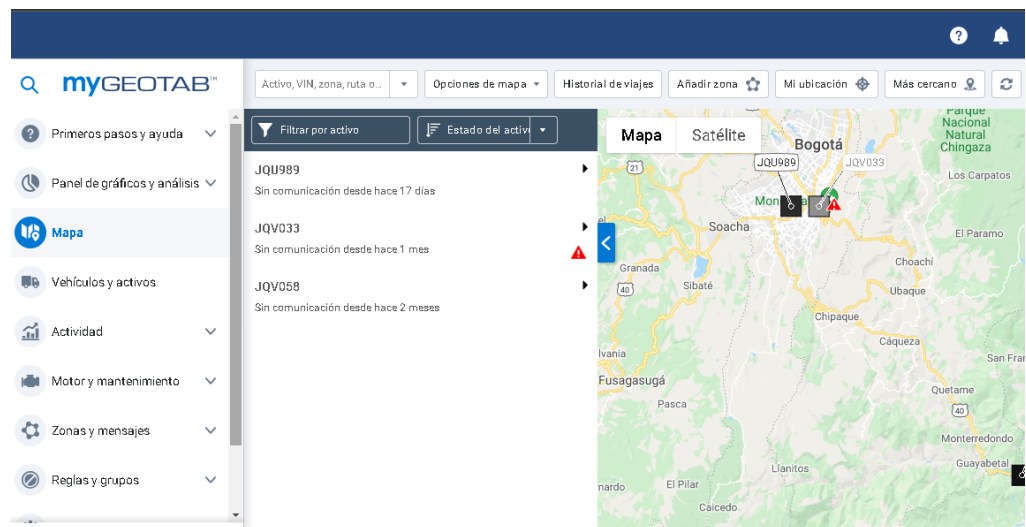 ?
myGEOTAB™
Activo, VIN, zona, ruta o...
Opciones de mapa
Historial de viajes
Añadir zona
Mi ubicación
Más cercano
Primeros pasos y ayuda
Panel de gráficos y análisis
Mapa
Vehículos y activos
Actividad
Motor y mantenimiento
Zonas y mensajes
Reglas y grupos
Filtrar por activo
Estado del activ
JQU989
Sin comunicación desde hace 17 días
JQV033
Sin comunicación desde hace 1 mes
JQV058
Sin comunicación desde hace 2 meses
Mapa
Satélite
Parque
Nacional
Natural
Chingaza
Bogotá
21
JQU989
JQV033
Los Carpatos
Soacha
El Paramo
Granada
Choachí
40
Sibaté
Ubaque
Chipaque
Cáqueza
San Fran
Fusagasugá
Pasca
Quetame
40
Monterredondo
Guayabetal
Llanitos
El Pilar
Caicedo